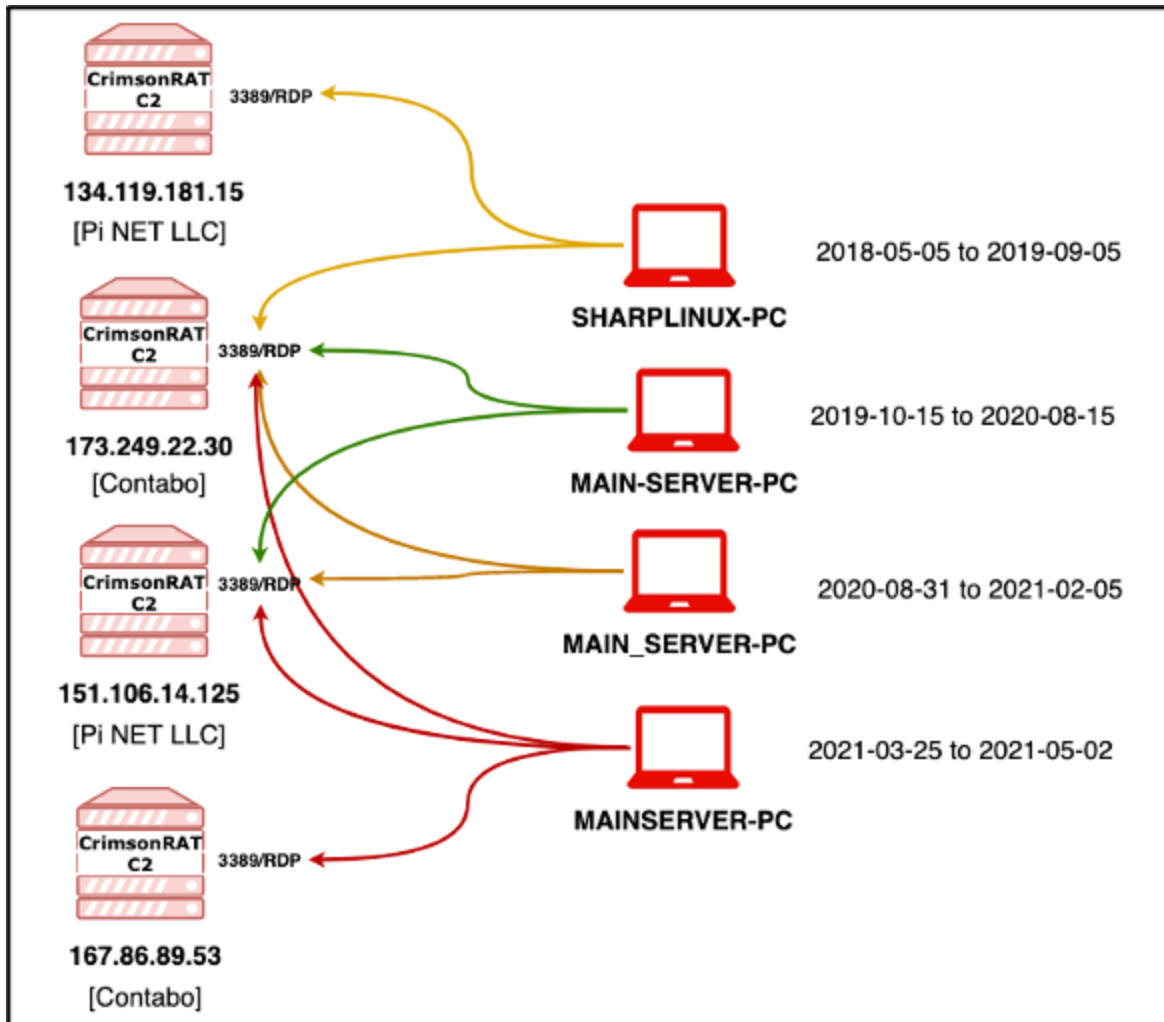 CrimsonRAT
C2
3389/RDP
134.119.181.15
[Pi NET LLC]
CrimsonRAT
C2
3389/RDP
173.249.22.30
[Contabo]
CrimsonRAT
C2
3389/RDP
151.106.14.125
[Pi NET LLC]
CrimsonRAT
C2
3389/RDP
167.86.89.53
[Contabo]
SHARPLINUX-PC
2018-05-05 to 2019-09-05
MAIN-SERVER-PC
2019-10-15 to 2020-08-15
MAIN_SERVER-PC
2020-08-31 to 2021-02-05
MAINSERVER-PC
2021-03-25 to 2021-05-02